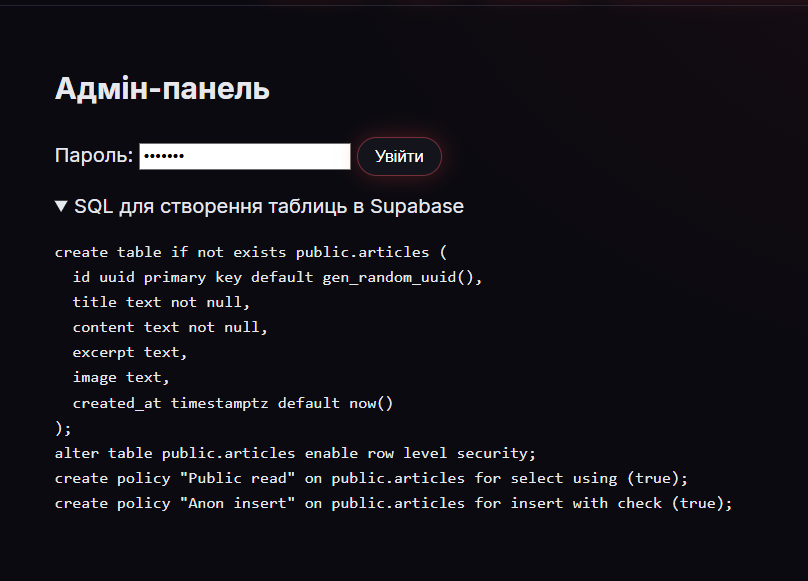 Адмін-панель
Пароль: ••••••• Увійти
▼ SQL для створення таблиць в Supabase
create table if not exists public.articles (
  id uuid primary key default gen_random_uuid(),
  title text not null,
  content text not null,
  excerpt text,
  image text,
  created_at timestamptz default now()
);
alter table public.articles enable row level security;
create policy "Public read" on public.articles for select using (true);
create policy "Anon insert" on public.articles for insert with check (true);